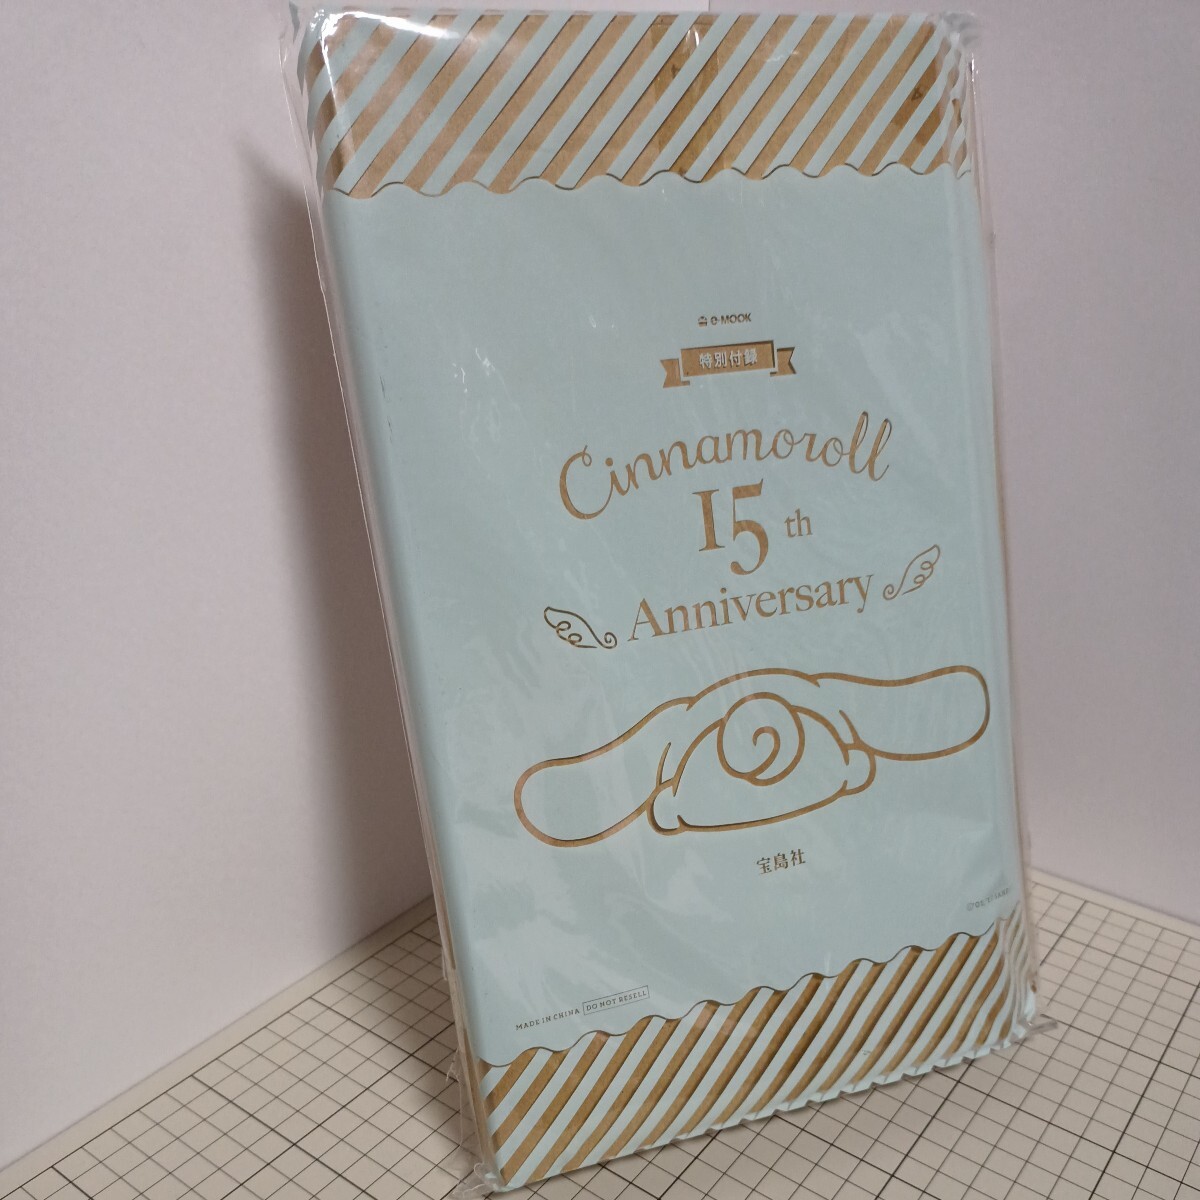 e-MOOK
特別付録
Cinnamoroll
15th
Anniversary
宝島社
MADE IN CHINA DO NOT RESELL